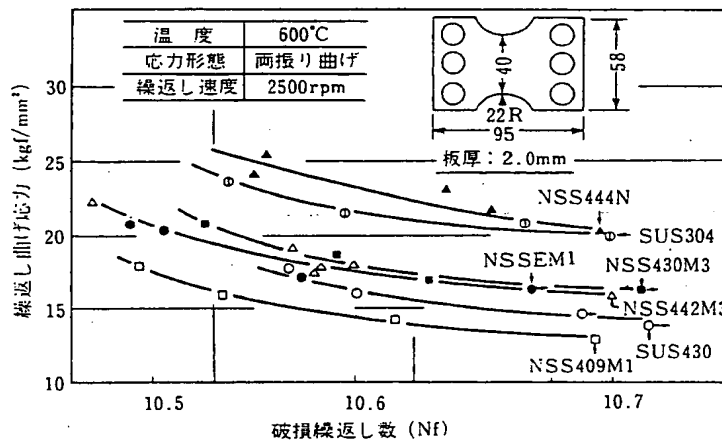 温度 600℃
応力形態 両振り曲げ
繰返し速度 2500rpm
40
58
22R
95
板厚：2.0mm
繰返し曲げ応力 (kgf/mm²)
30
25
20
15
10
NSS444N
SUS304
NSSEM1
NSS430M3
NSS442M3
SUS430
NSS409M1
10.5
10.6
10.7
破損繰返し数 (Nf)